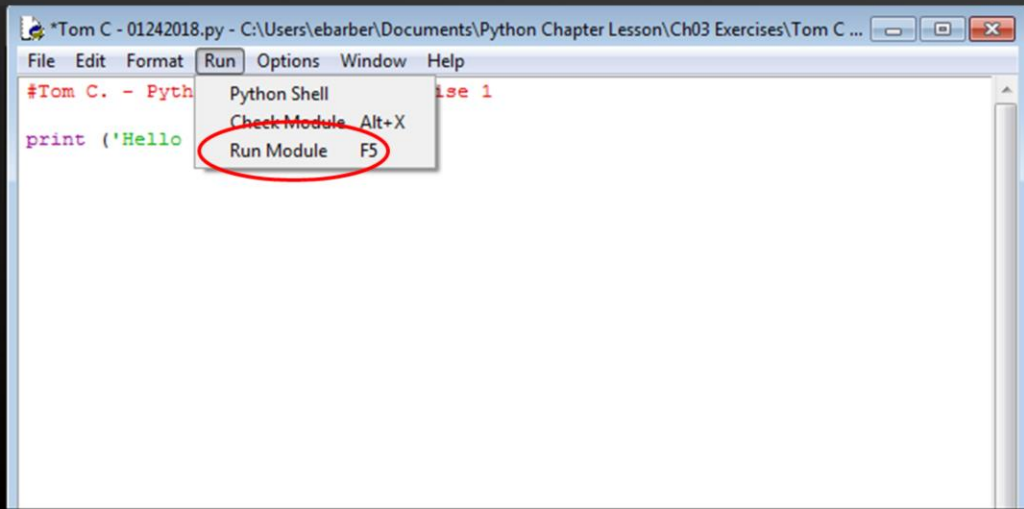 *Tom C - 01242018.py - C:\Users\ebarber\Documents\Python Chapter Lesson\Ch03 Exercises\Tom C ...
File Edit Format Run Options Window Help
#Tom C. - Pyth ise 1
Python Shell
Check Module Alt+X
print ('Hello
Run Module F5